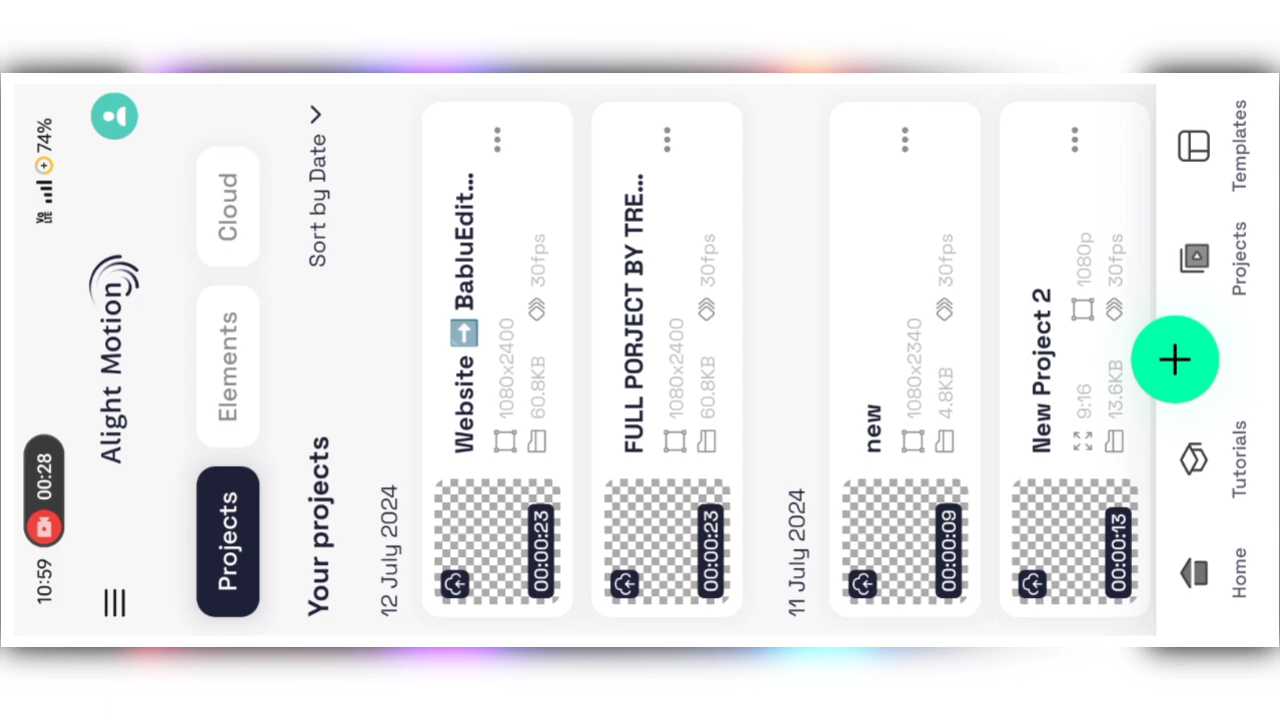 10:59 00:28 74%
Alight Motion
Projects Elements Cloud
Your projects Sort by Date
12 July 2024
Website ➡️ BabluEdit...
1080x2400
60.8KB 30fps
00:00:23
FULL PORJECT BY TRE...
1080x2400
60.8KB 30fps
00:00:23
11 July 2024
new
1080x2340
4.8KB 30fps
00:00:09
New Project 2
9:16 1080p
13.6KB 30fps
00:00:13
Home Tutorials Projects Templates